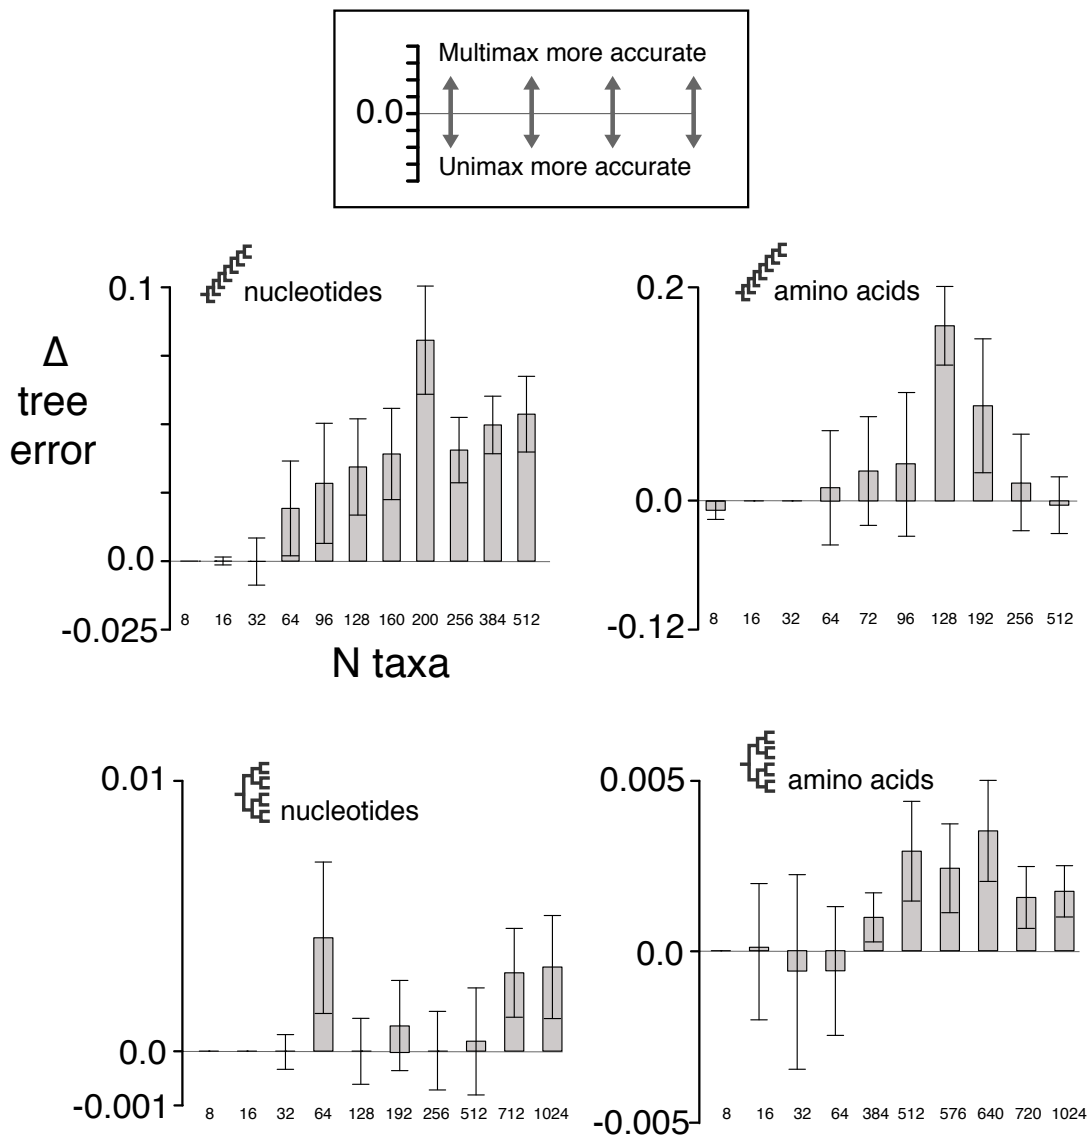 Multimax more accurate
0.0
Unimax more accurate
0.1
nucleotides
Δ
tree
error
0.0
-0.025
8 16 32 64 96 128 160 200 256 384 512
N taxa
0.2
amino acids
0.0
-0.12
8 16 32 64 72 96 128 192 256 512
0.01
nucleotides
0.0
-0.001
8 16 32 64 128 192 256 512 712 1024
0.005
amino acids
0.0
-0.005
8 16 32 64 384 512 576 640 720 1024